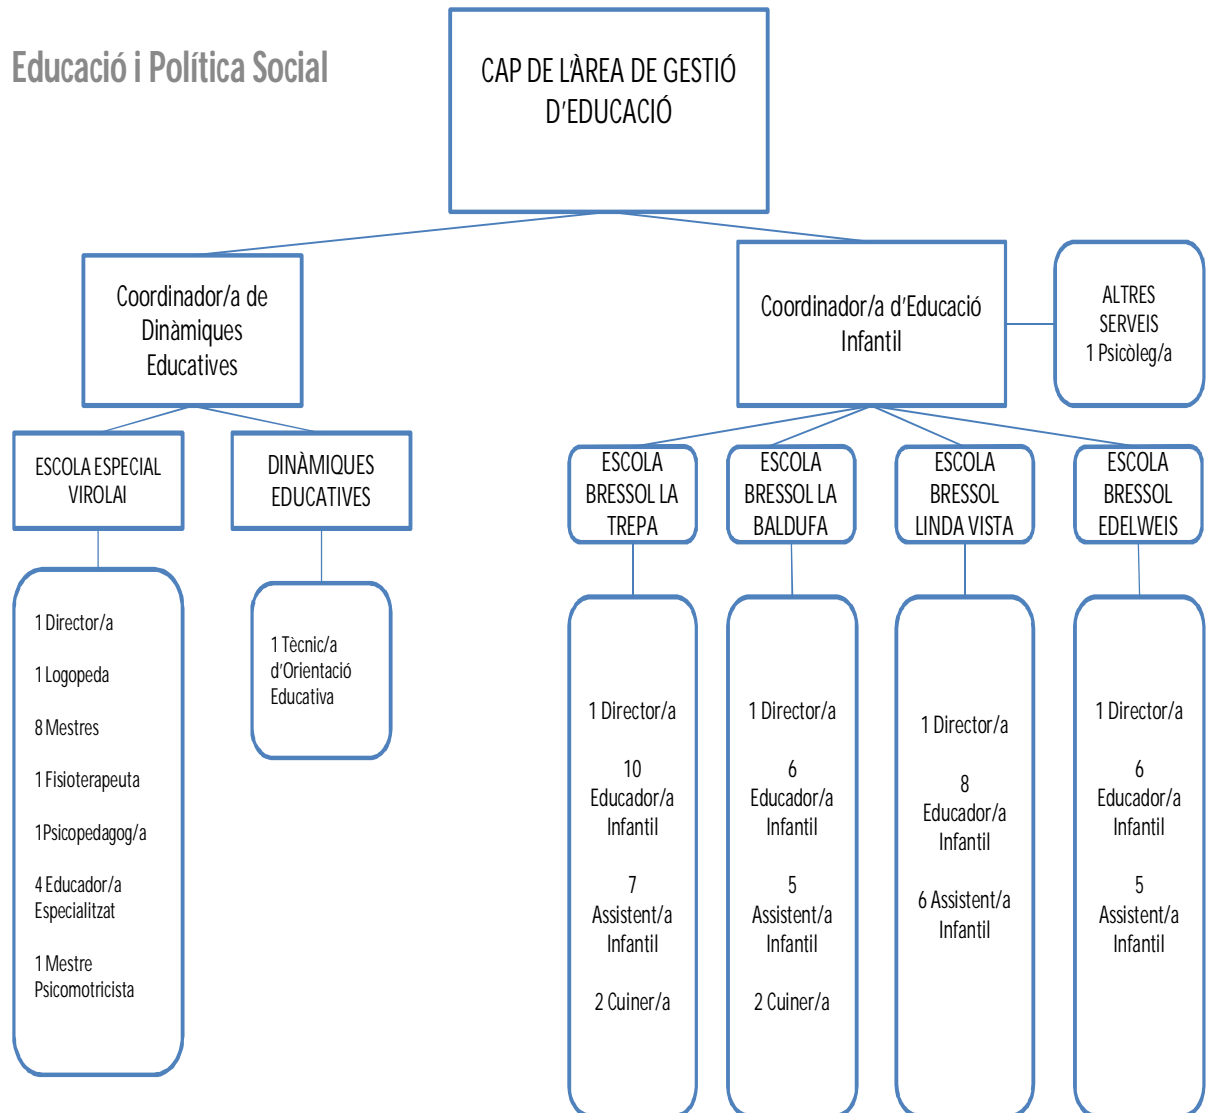 Educació i Política Social
CAP DE L'ÀREA DE GESTIÓ
D'EDUCACIÓ
Coordinador/a de
Dinàmiques
Educatives
Coordinador/a d'Educació
Infantil
ALTRES
SERVEIS
1 Psicòleg/a
ESCOLA ESPECIAL
VIROLAI
DINÀMIQUES
EDUCATIVES
ESCOLA
BRESSOL LA
TREPA
ESCOLA
BRESSOL LA
BALDUFA
ESCOLA
BRESSOL
LINDA VISTA
ESCOLA
BRESSOL
EDELWEIS
1 Director/a
1 Logopeda
8 Mestres
1 Fisioterapeuta
1Psicopedagog/a
4 Educador/a
Especialitzat
1 Mestre
Psicomotricista
1 Tècnic/a
d'Orientació
Educativa
1 Director/a
10
Educador/a
Infantil
7
Assistent/a
Infantil
2 Cuiner/a
1 Director/a
6
Educador/a
Infantil
5
Assistent/a
Infantil
2 Cuiner/a
1 Director/a
8
Educador/a
Infantil
6 Assistent/a
Infantil
1 Director/a
6
Educador/a
Infantil
5
Assistent/a
Infantil